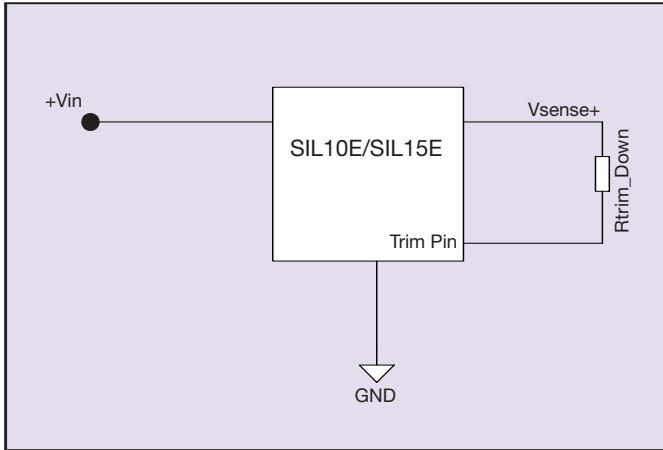 +Vin
SIL10E/SIL15E
Vsense+
Rtrim_Down
Trim Pin
GND